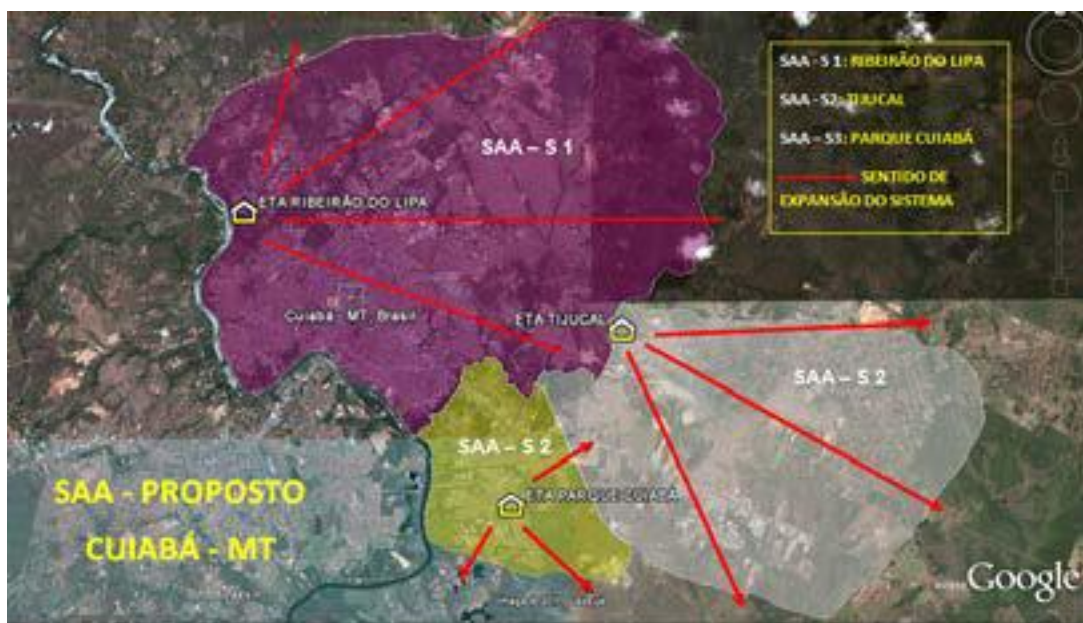 SAA - S 1: RIBEIRÃO DO LIPA
SAA - S2: TIJUCAL
SAA - S3: PARQUE CUIABÁ
SENTIDO DE
EXPANSÃO DO SISTEMA
SAA – S 1
ETA RIBEIRÃO DO LIPA
Cuiabá - MT, Brasil
ETA TIJUCAL
SAA – S 2
SAA – S 2
ETA PARQUE CUIABÁ
SAA - PROPOSTO
CUIABÁ - MT
Google